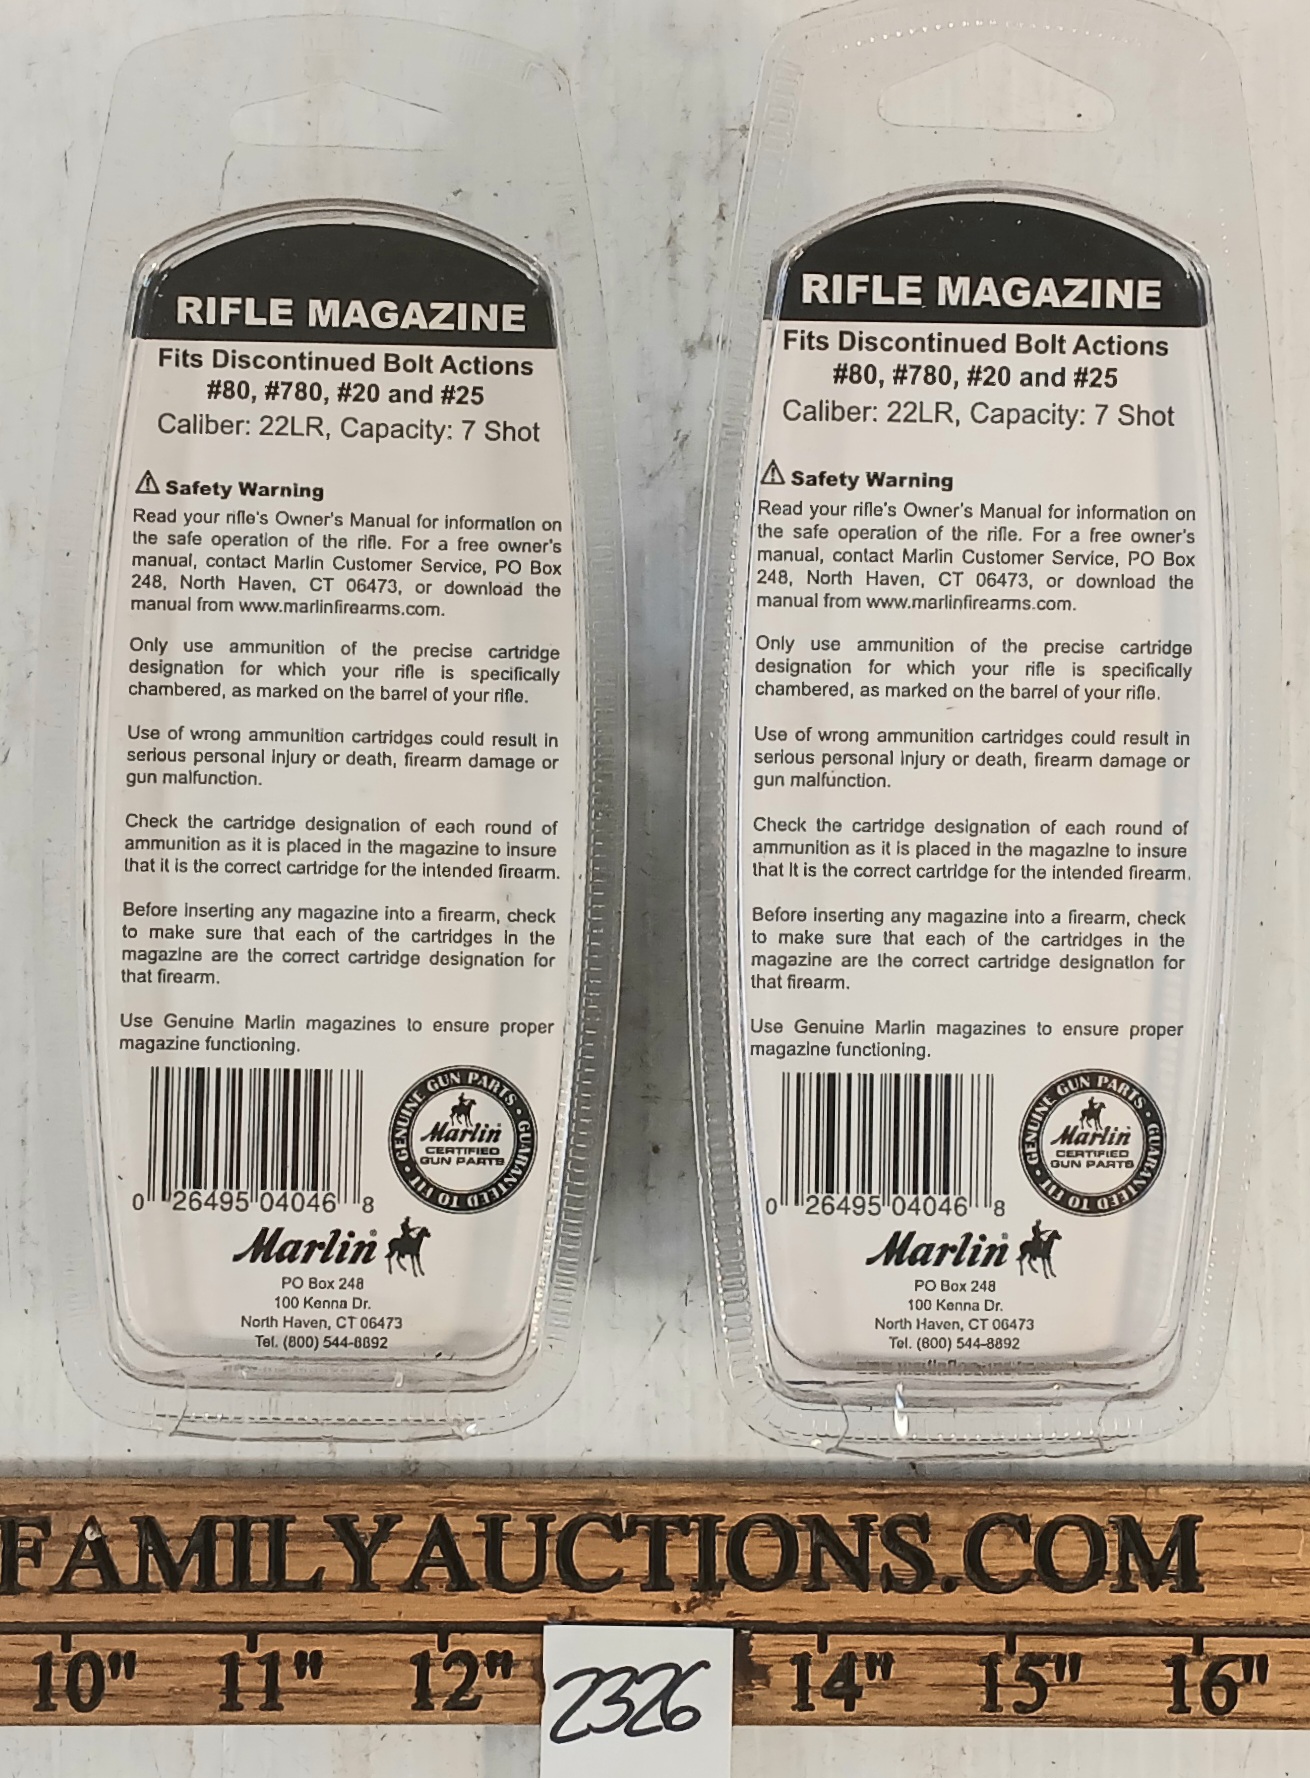 RIFLE MAGAZINE
Fits Discontinued Bolt Actions
#80, #780, #20 and #25
Caliber: 22LR, Capacity: 7 Shot
Safety Warning
Read your rifle's Owner's Manual for information on
the safe operation of the rifle. For a free owner's
manual, contact Marlin Customer Service, PO Box
248, North Haven, CT 06473, or download the
manual from www.marlinfirearms.com.
Only use ammunition of the precise cartridge
designation for which your rifle is specifically
chambered, as marked on the barrel of your rifle.
Use of wrong ammunition cartridges could result in
serious personal injury or death, firearm damage or
gun malfunction.
Check the cartridge designation of each round of
ammunition as it is placed in the magazine to insure
that it is the correct cartridge for the intended firearm.
Before inserting any magazine into a firearm, check
to make sure that each of the cartridges in the
magazine are the correct cartridge designation for
that firearm.
Use Genuine Marlin magazines to ensure proper
magazine functioning.
0 26495 04046 8
GENUINE GUN PARTS · GUARANTEED TO FIT ·
Marlin
CERTIFIED
GUN PARTS
Marlin®
PO Box 248
100 Kenna Dr.
North Haven, CT 06473
Tel. (800) 544-8892
RIFLE MAGAZINE
Fits Discontinued Bolt Actions
#80, #780, #20 and #25
Caliber: 22LR, Capacity: 7 Shot
Safety Warning
Read your rifle's Owner's Manual for information on
the safe operation of the rifle. For a free owner's
manual, contact Marlin Customer Service, PO Box
248, North Haven, CT 06473, or download the
manual from www.marlinfirearms.com.
Only use ammunition of the precise cartridge
designation for which your rifle is specifically
chambered, as marked on the barrel of your rifle.
Use of wrong ammunition cartridges could result in
serious personal injury or death, firearm damage or
gun malfunction.
Check the cartridge designation of each round of
ammunition as it is placed in the magazine to insure
that it is the correct cartridge for the intended firearm.
Before inserting any magazine into a firearm, check
to make sure that each of the cartridges in the
magazine are the correct cartridge designation for
that firearm.
Use Genuine Marlin magazines to ensure proper
magazine functioning.
0 26495 04046 8
GENUINE GUN PARTS · GUARANTEED TO FIT ·
Marlin
CERTIFIED
GUN PARTS
Marlin®
PO Box 248
100 Kenna Dr.
North Haven, CT 06473
Tel. (800) 544-8892
FAMILYAUCTIONS.COM
10" 11" 12" 14" 15" 16"
2326